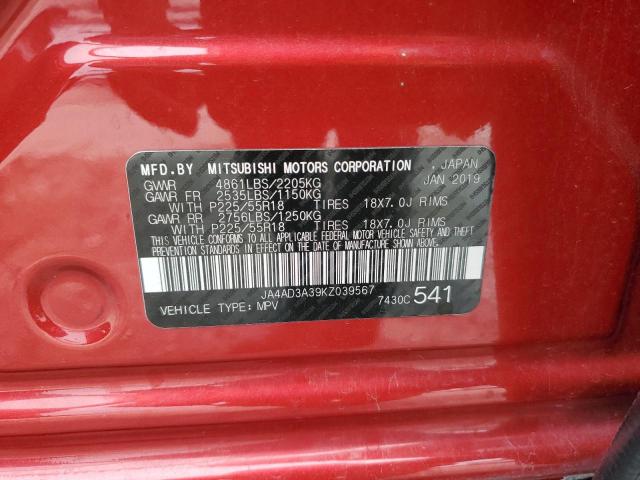 MFD.BY MITSUBISHI MOTORS CORPORATION , JAPAN
GVWR 4861LBS/2205KG JAN 2019
GAWR FR 2535LBS/1150KG
WITH P225/55R18 TIRES 18X7.0J RIMS
GAWR RR 2756LBS/1250KG
WITH P225/55R18 TIRES 18X7.0J RIMS
THIS VEHICLE CONFORMS TO ALL APPLICABLE FEDERAL MOTOR VEHICLE SAFETY AND THEFT
PREVENTION STANDARDS IN EFFECT ON THE DATE OF MANUFACTURE SHOWN ABOVE.
JA4AD3A39KZ039567
VEHICLE TYPE:MPV 7430C 541